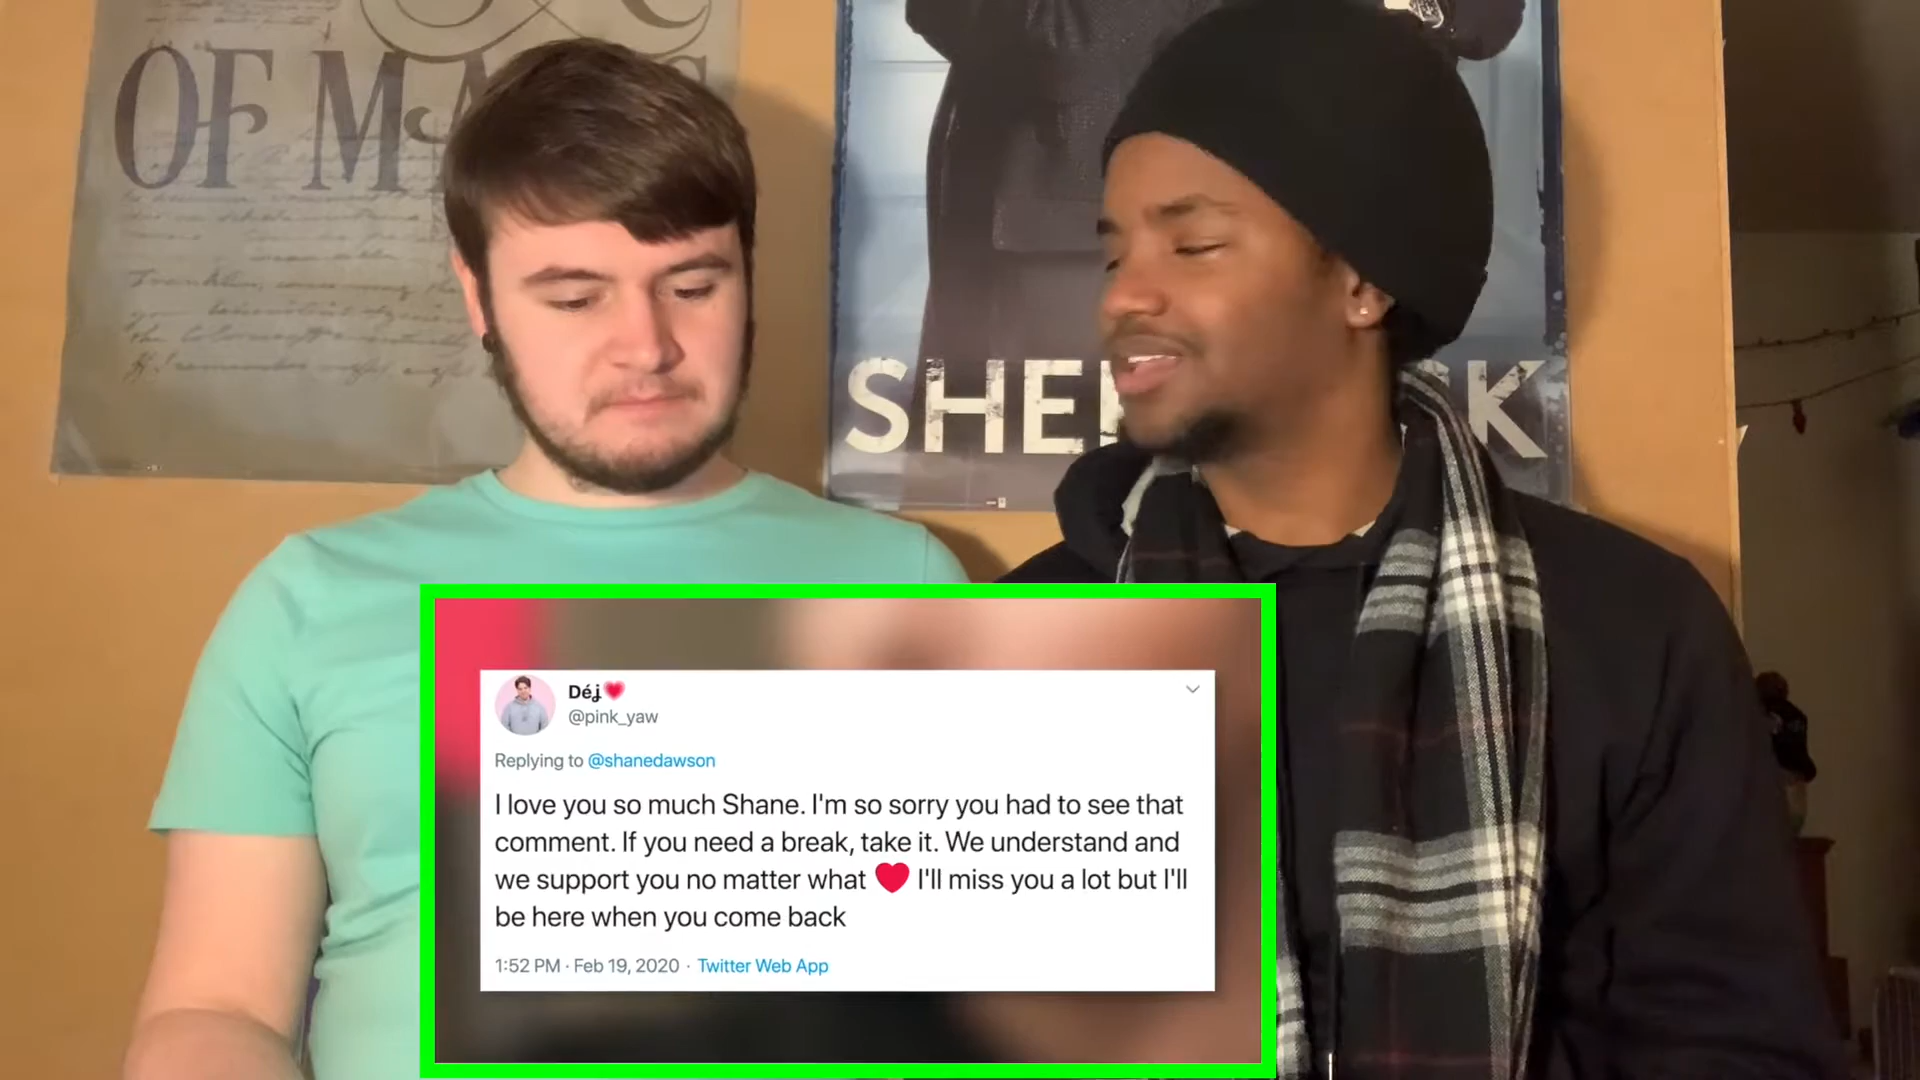 OF MA
SHE
K
Déj❤
@pink_yaw
Replying to @shanedawson
I love you so much Shane. I'm so sorry you had to see that
comment. If you need a break, take it. We understand and
we support you no matter what ❤ I'll miss you a lot but I'll
be here when you come back
1:52 PM · Feb 19, 2020 · Twitter Web App